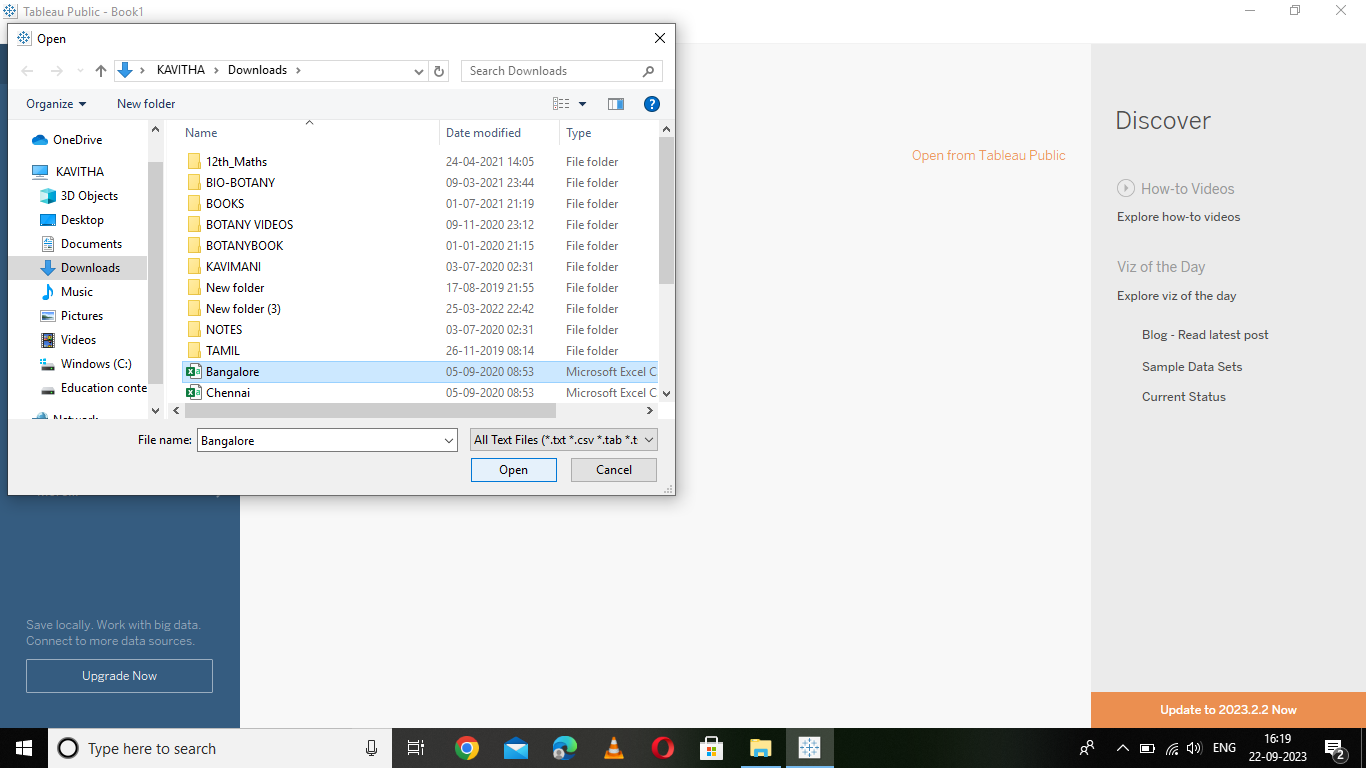 Tableau Public - Book1
Open
KAVITHA > Downloads >
Search Downloads
Organize
New folder
Name Date modified Type
OneDrive
KAVITHA
3D Objects
Desktop
Documents
Downloads
Music
Pictures
Videos
Windows (C:)
Education conte
Network
12th_Maths 24-04-2021 14:05 File folder
BIO-BOTANY 09-03-2021 23:44 File folder
BOOKS 01-07-2021 21:19 File folder
BOTANY VIDEOS 09-11-2020 23:12 File folder
BOTANYBOOK 01-01-2020 21:15 File folder
KAVIMANI 03-07-2020 02:31 File folder
New folder 17-08-2019 21:55 File folder
New folder (3) 25-03-2022 22:42 File folder
NOTES 03-07-2020 02:31 File folder
TAMIL 26-11-2019 08:14 File folder
Bangalore 05-09-2020 08:53 Microsoft Excel C
Chennai 05-09-2020 08:53 Microsoft Excel C
File name: Bangalore
All Text Files (*.txt *.csv *.tab *.t
Open
Cancel
Save locally. Work with big data.
Connect to more data sources.
Upgrade Now
Open from Tableau Public
Discover
How-to Videos
Explore how-to videos
Viz of the Day
Explore viz of the day
Blog - Read latest post
Sample Data Sets
Current Status
Update to 2023.2.2 Now
Type here to search
ENG
16:19
22-09-2023
2